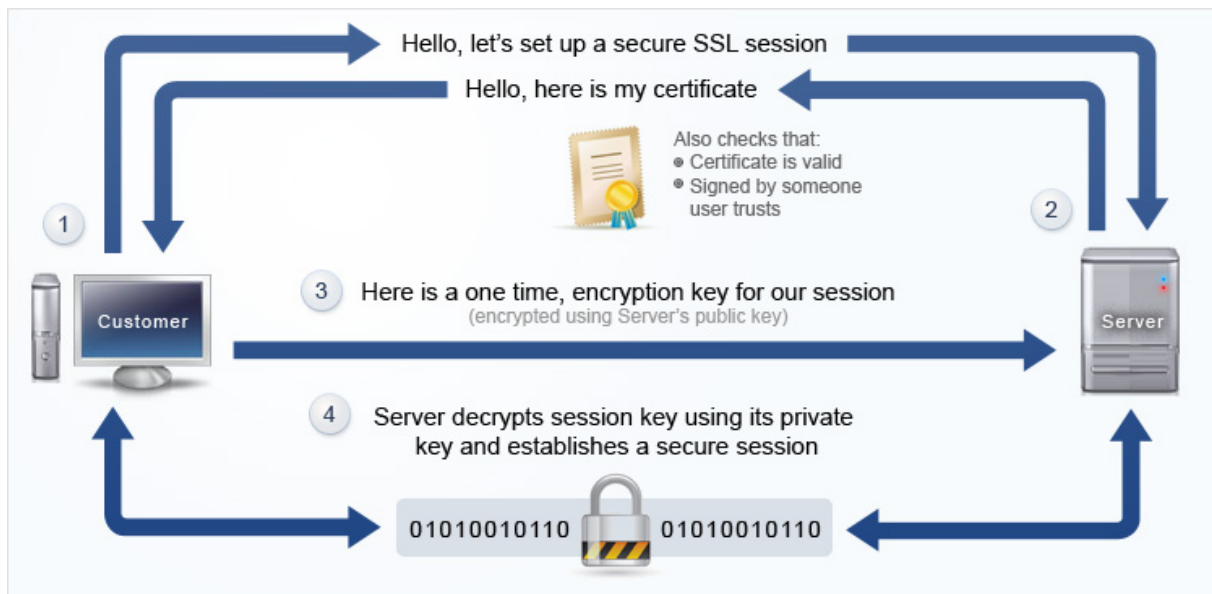 Hello, let's set up a secure SSL session
Hello, here is my certificate
Also checks that:
• Certificate is valid
• Signed by someone
user trusts
1
2
3 Here is a one time, encryption key for our session
(encrypted using Server's public key)
Customer
Server
4 Server decrypts session key using its private
key and establishes a secure session
01010010110 01010010110